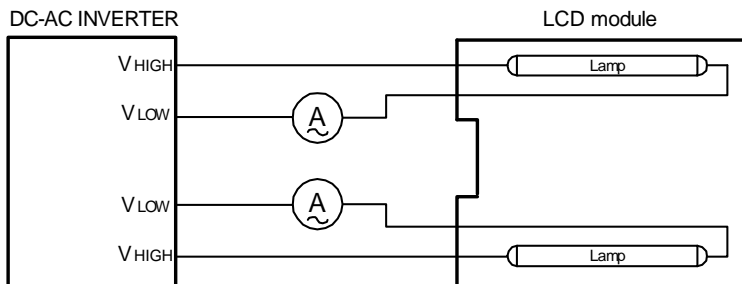 DC-AC INVERTER
LCD module
VHIGH
Lamp
VLOW
A
VLOW
A
VHIGH
Lamp